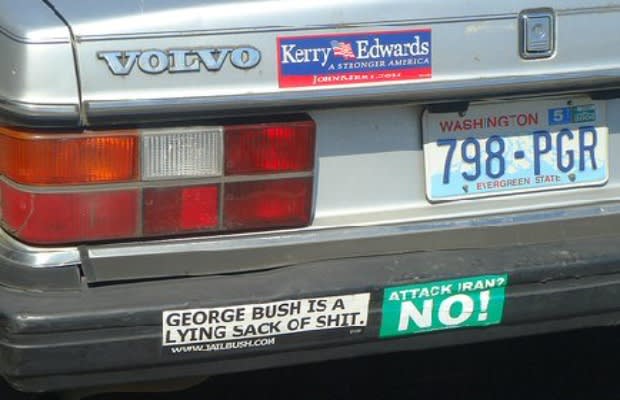 VOLVO
Kerry Edwards
A STRONGER AMERICA
JOHNKERRY.COM
WASHINGTON
5
798-PGR
EVERGREEN STATE
GEORGE BUSH IS A
LYING SACK OF SHIT.
WWW.JAILBUSH.COM
ATTACK IRAN?
NO!